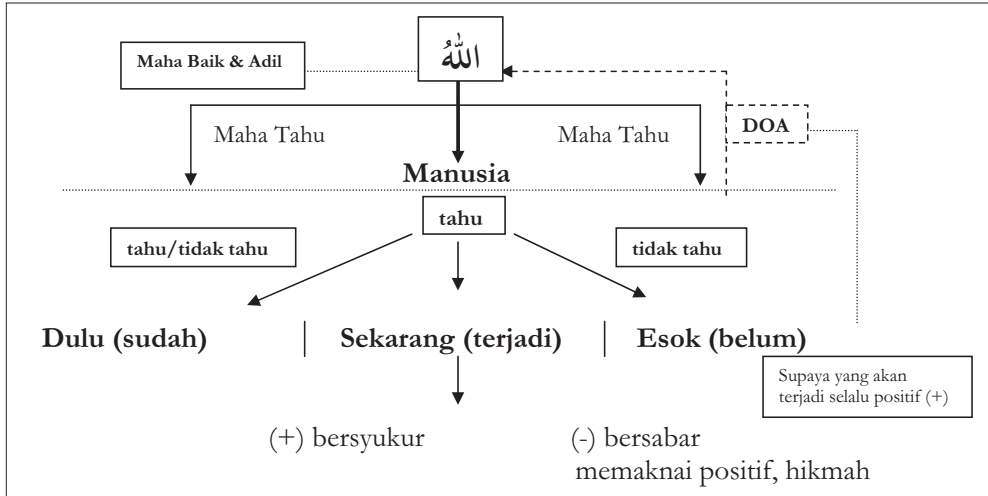 اللهُ
Maha Baik & Adil
DOA
Maha Tahu
Maha Tahu
Manusia
tahu
tahu/tidak tahu
tidak tahu
Dulu (sudah)
Sekarang (terjadi)
Esok (belum)
Supaya yang akan
terjadi selalu positif (+)
(+) bersyukur
(-) bersabar
memaknai positif, hikmah